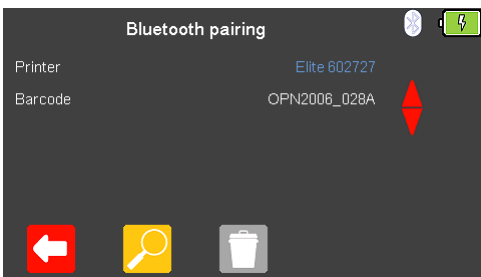 Bluetooth pairing
Printer Elite 602727
Barcode OPN2006_028A